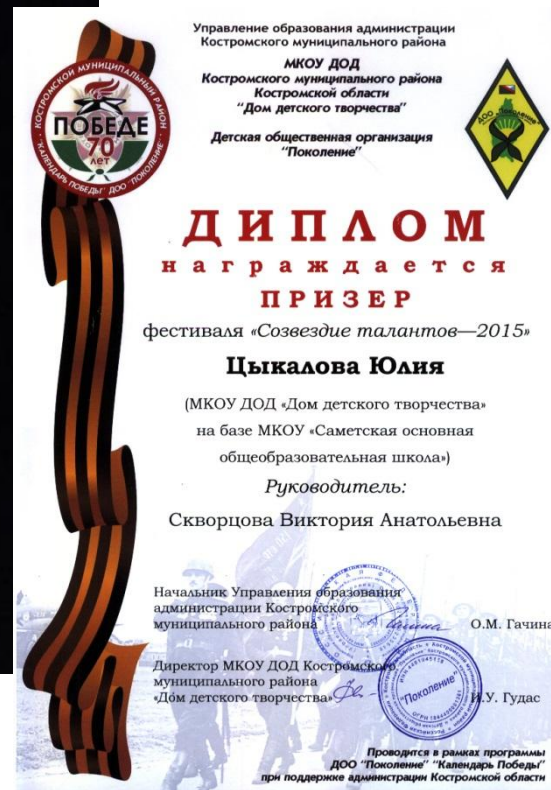 Управление образования администрации
Костромского муниципального района
МКОУ ДОД
Костромского муниципального района
Костромской области
"Дом детского творчества"
Детская общественная организация
"Поколение"
КОСТРОМСКОЙ МУНИЦИПАЛЬНЫЙ РАЙОН
ПОБЕДЕ
70
лет
"КАЛЕНДАРЬ ПОБЕДЫ" ДОО "ПОКОЛЕНИЕ"
ДОО "Поколение"
ДИПЛОМ
награждается
ПРИЗЕР
фестиваля «Созвездие талантов—2015»
Цыкалова Юлия
(МКОУ ДОД «Дом детского творчества»
на базе МКОУ «Саметская основная
общеобразовательная школа»)
Руководитель:
Скворцова Виктория Анатольевна
Начальник Управления образования
администрации Костромского
муниципального района
О.М. Гачина
Директор МКОУ ДОД Костромского
муниципального района
«Дом детского творчества»
И.У. Гудас
"Поколение"
Проводится в рамках программы
ДОО "Поколение" "Календарь Победы"
при поддержке администрации Костромской области